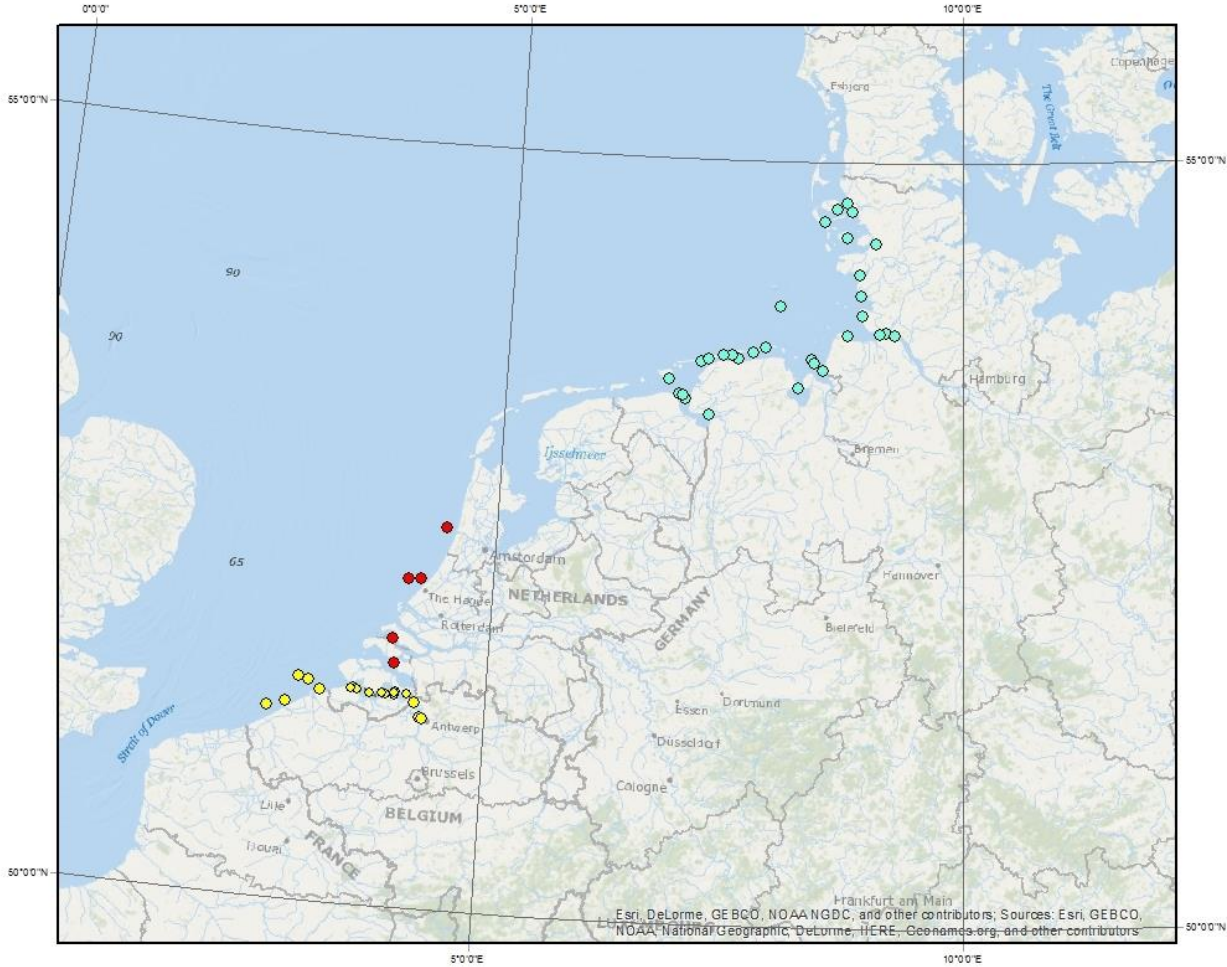 0°0'0"
5°0'0"E
10°0'0"E
Copenhage
Esbjerg
The Great Belt
55°0'0"N
55°0'0"N
90
90
Hamburg
Ijsselmeer
Bremen
65
Amsterdam
Hannover
The Hague
NETHERLANDS
GERMANY
Rotterdam
Bielefeld
Strait of Dover
Essen
Dortmund
Antwerp
Düsseldorf
Brussels
Cologne
Lille
BELGIUM
Douai
FRANCE
50°0'0"N
Frankfurt am Main
LUXEMBOURG
Esri, DeLorme, GEBCO, NOAA NGDC, and other contributors; Sources: Esri, GEBCO,
NOAA, National Geographic, DeLorme, HERE, Geonames.org, and other contributors
50°0'0"N
5°0'0"E
10°0'0"E